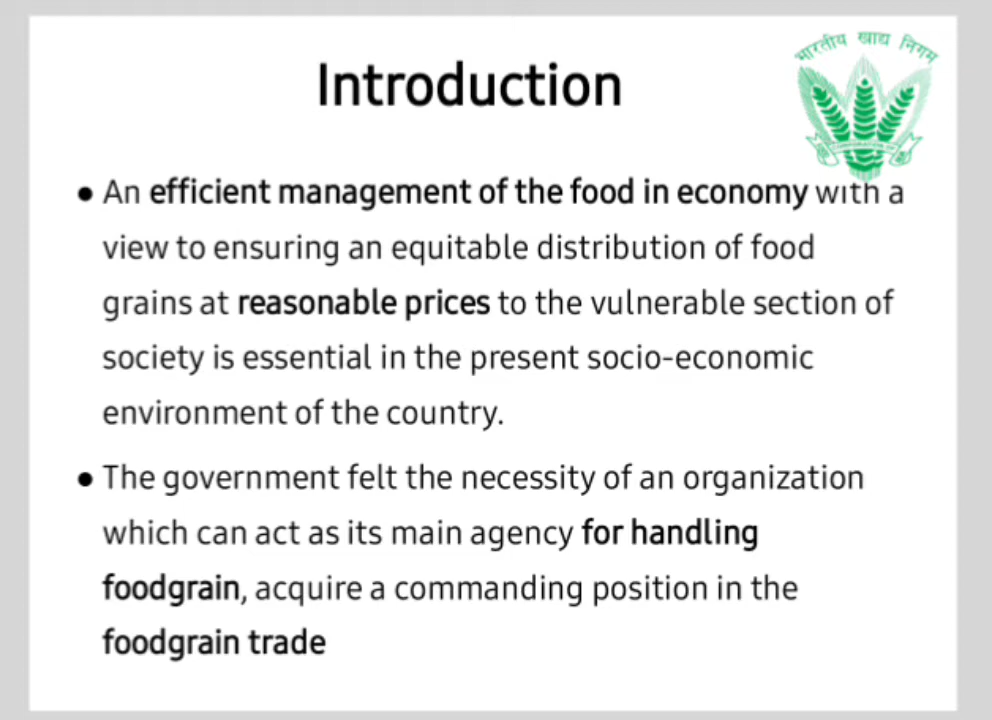 भारतीय खाद्य निगम
Introduction
• An efficient management of the food in economy with a
view to ensuring an equitable distribution of food
grains at reasonable prices to the vulnerable section of
society is essential in the present socio-economic
environment of the country.
• The government felt the necessity of an organization
which can act as its main agency for handling
foodgrain, acquire a commanding position in the
foodgrain trade